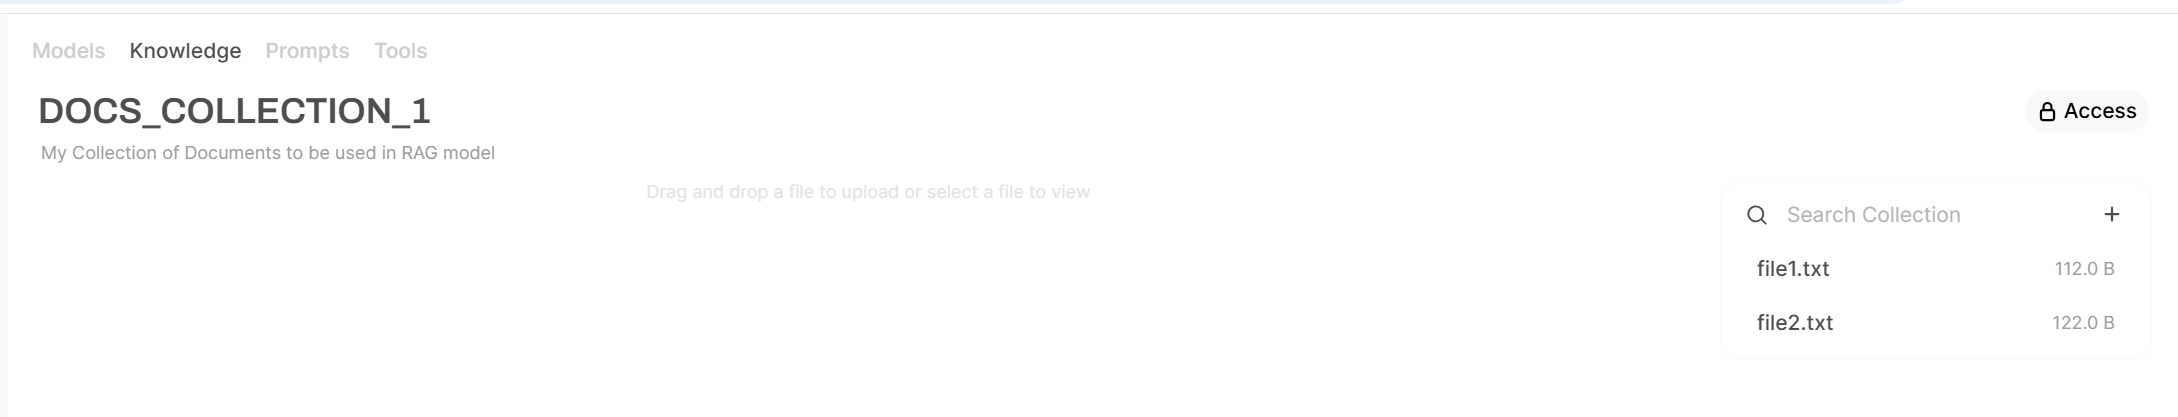 Models Knowledge Prompts Tools
DOCS_COLLECTION_1
Access
My Collection of Documents to be used in RAG model
Drag and drop a file to upload or select a file to view
Search Collection +
file1.txt 112.0 B
file2.txt 122.0 B